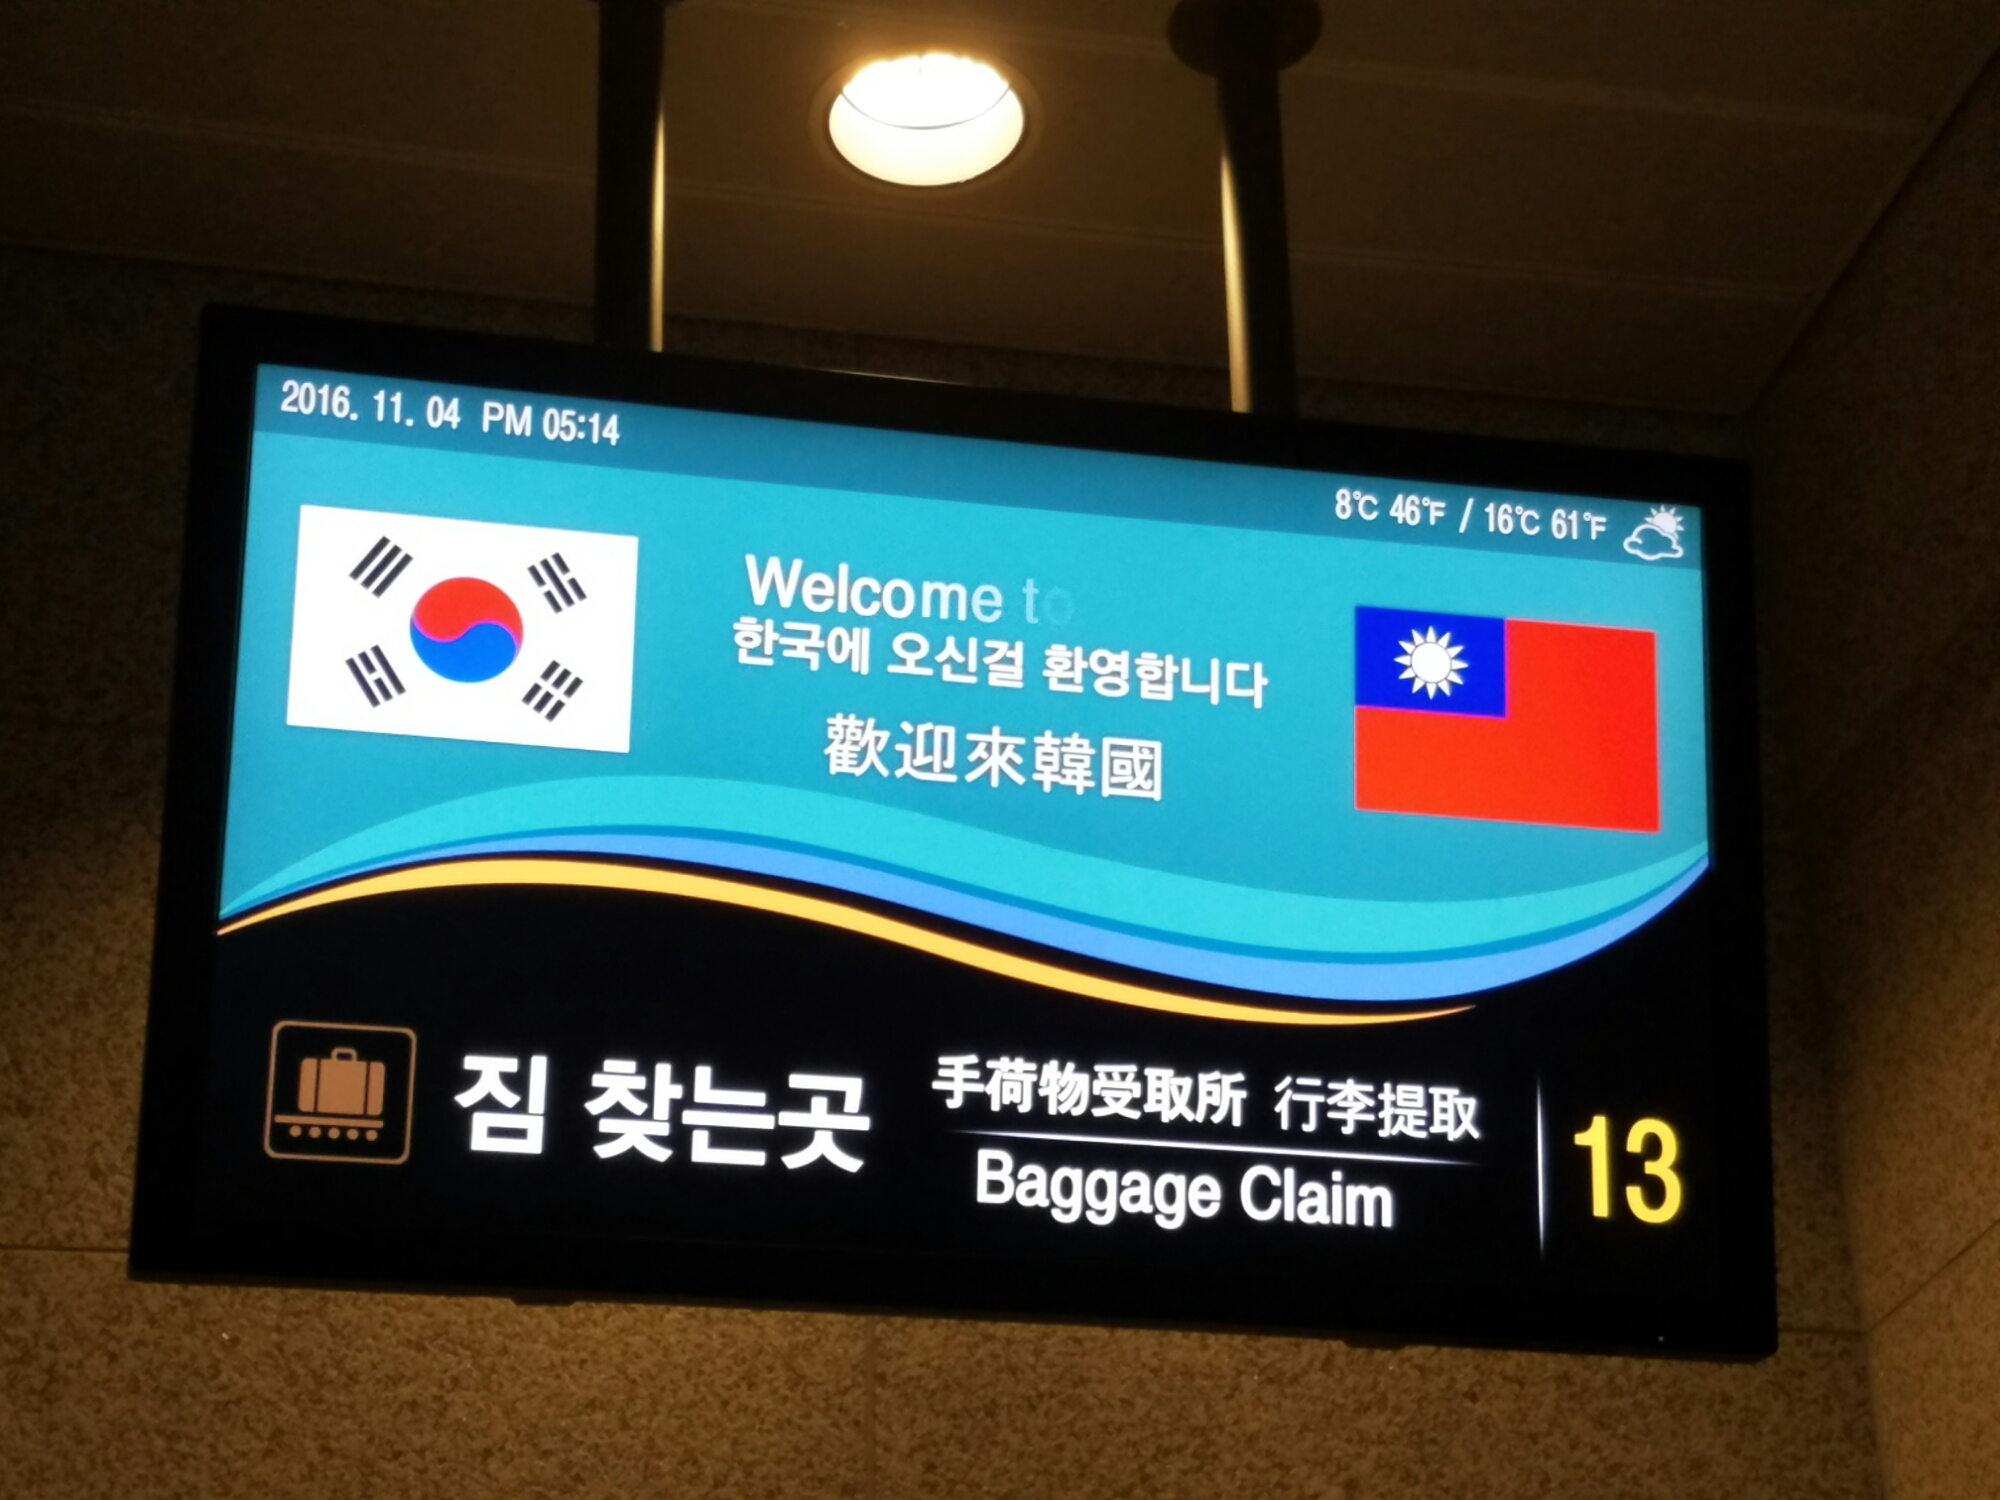 2016. 11. 04 PM 05:14
8℃ 46℉ / 16℃ 61℉
Welcome to
한국에 오신걸 환영합니다
歡迎來韓國
짐 찾는곳
手荷物受取所 行李提取
Baggage Claim
13